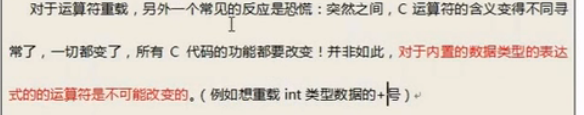 对于运算符重载，另外一个常见的反应是恐慌：突然之间，C 运算符的含义变得不同寻
常了，一切都变了，所有 C 代码的功能都要改变！并非如此，对于内置的数据类型的表达
式的的运算符是不可能改变的。（例如想重载 int 类型数据的+号）